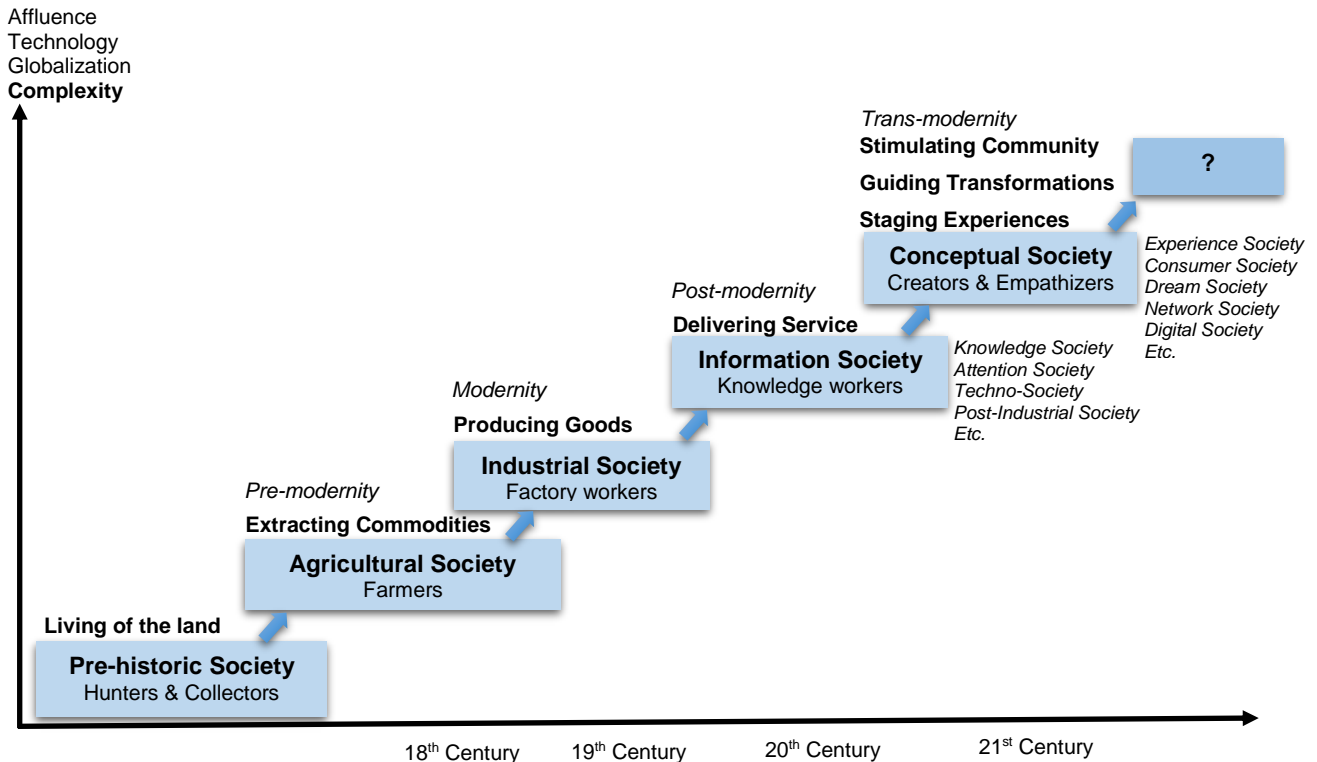 Affluence
Technology
Globalization
Complexity
Trans-modernity
Stimulating Community
Guiding Transformations
Staging Experiences
?
Conceptual Society
Creators & Empathizers
Experience Society
Consumer Society
Dream Society
Network Society
Digital Society
Etc.
Post-modernity
Delivering Service
Information Society
Knowledge workers
Knowledge Society
Attention Society
Techno-Society
Post-Industrial Society
Etc.
Modernity
Producing Goods
Industrial Society
Factory workers
Pre-modernity
Extracting Commodities
Agricultural Society
Farmers
Living of the land
Pre-historic Society
Hunters & Collectors
18th Century 19th Century 20th Century 21st Century